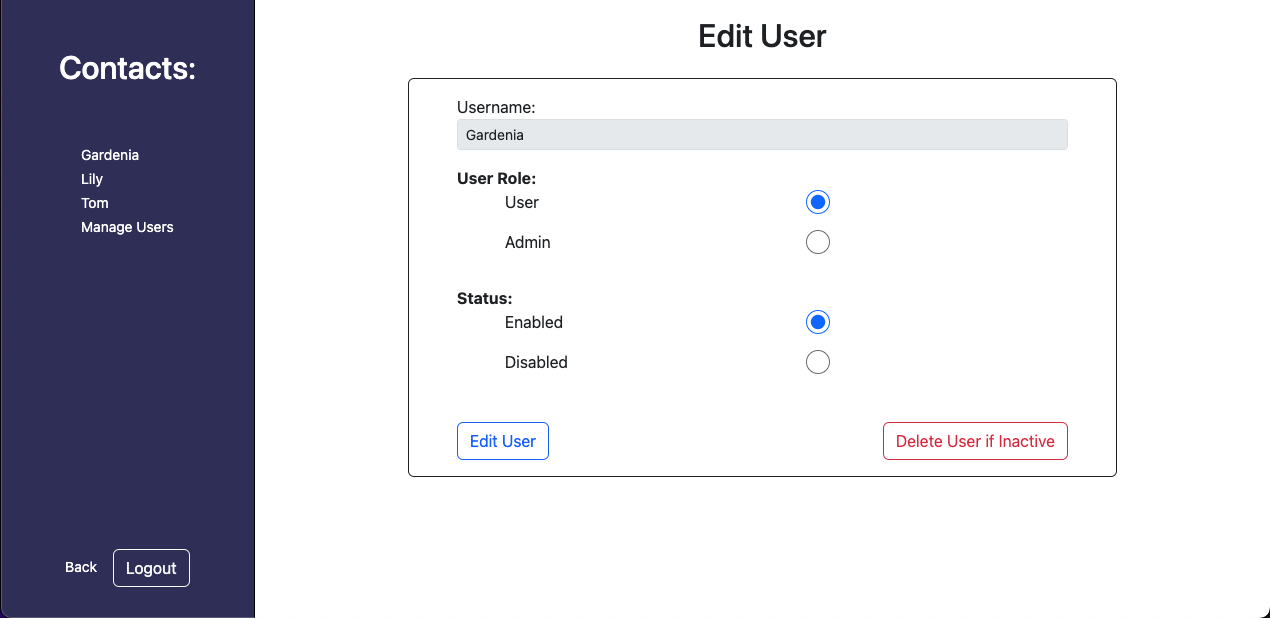 Contacts:
Gardenia
Lily
Tom
Manage Users
Back
Logout
Edit User
Username:
Gardenia
User Role:
User
Admin
Status:
Enabled
Disabled
Edit User
Delete User if Inactive